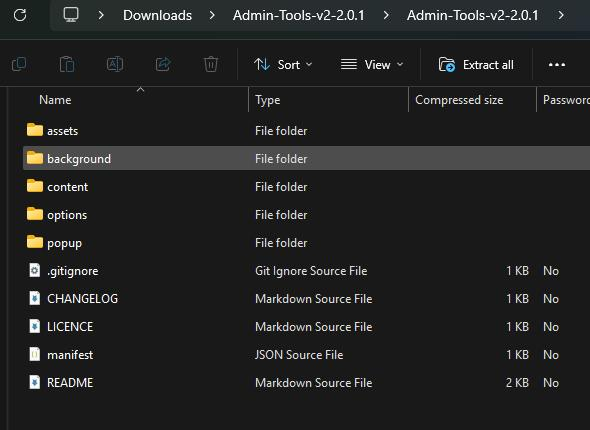 Downloads > Admin-Tools-v2-2.0.1 > Admin-Tools-v2-2.0.1 >
Sort View Extract all ...
Name Type Compressed size Password
assets File folder
background File folder
content File folder
options File folder
popup File folder
.gitignore Git Ignore Source File 1 KB No
CHANGELOG Markdown Source File 1 KB No
LICENCE Markdown Source File 1 KB No
manifest JSON Source File 1 KB No
README Markdown Source File 2 KB No